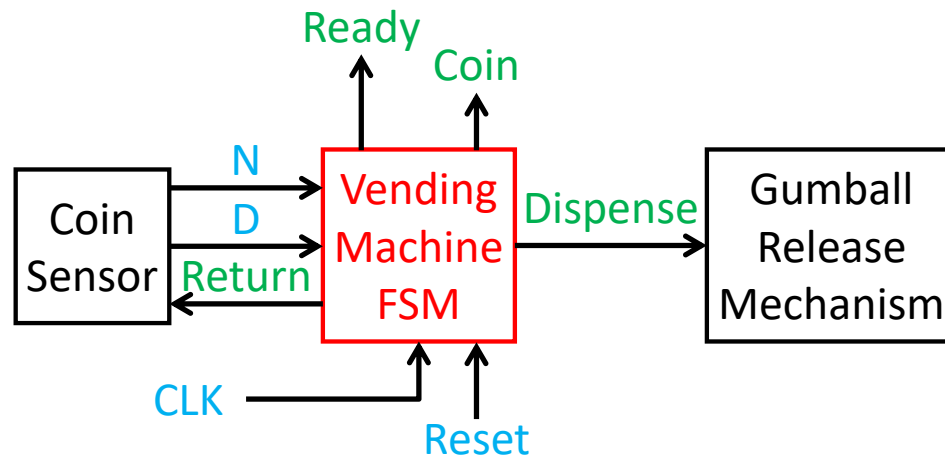 Ready
Coin
N
D
Return
Coin
Sensor
Vending
Machine
FSM
Dispense
Gumball
Release
Mechanism
CLK
Reset